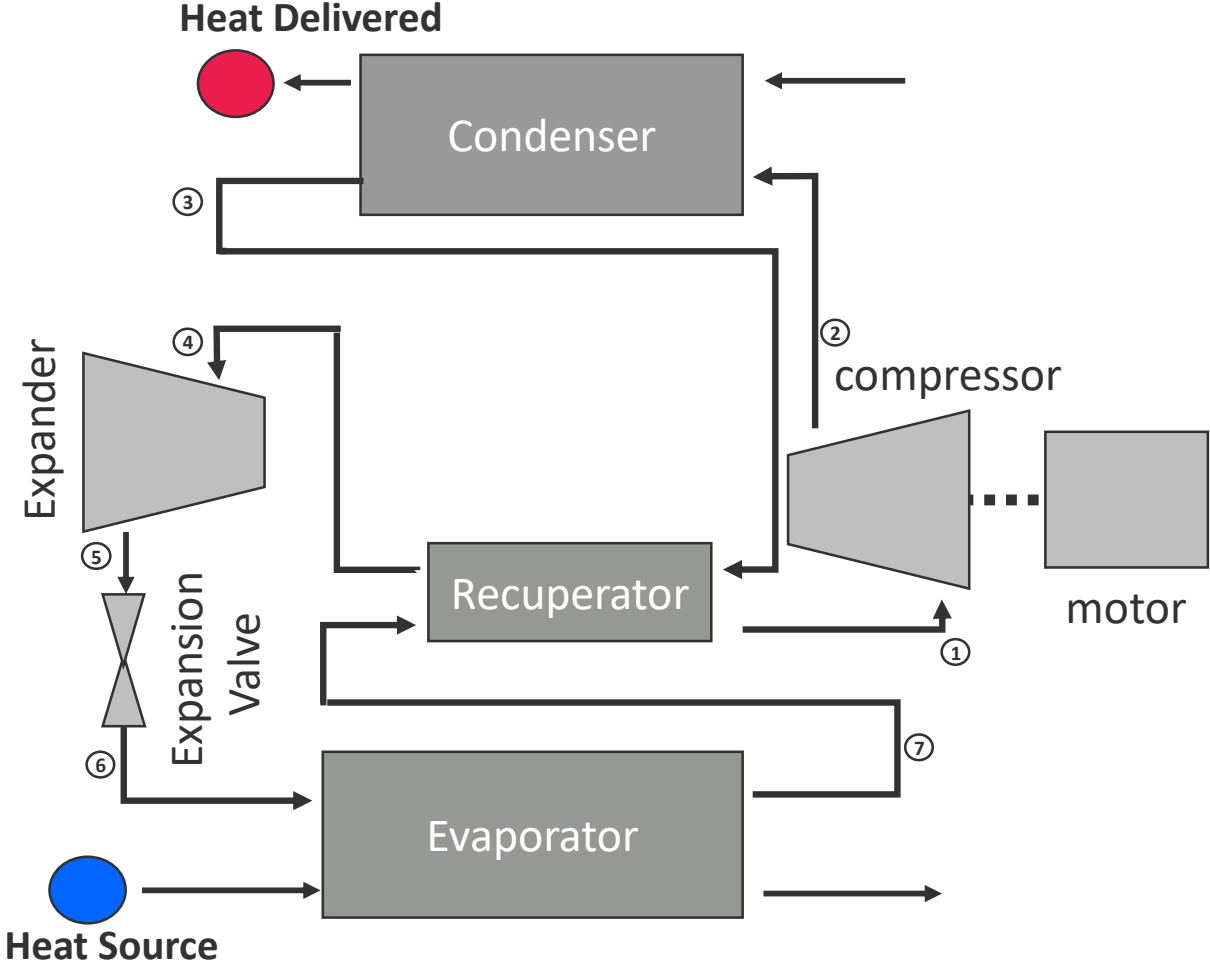 Heat Delivered
Condenser
3
2
4
compressor
Expander
5
Recuperator
motor
1
Expansion
Valve
7
6
Evaporator
Heat Source